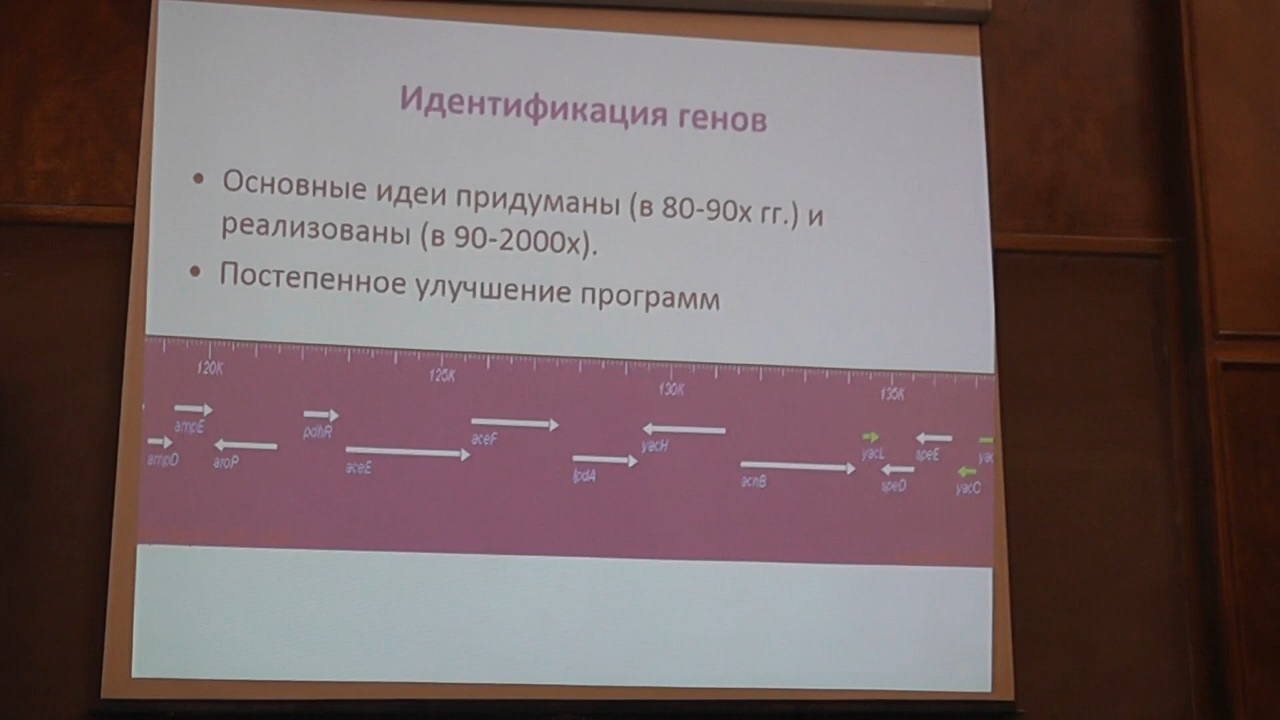 Идентификация генов
• Основные идеи придуманы (в 80-90х гг.) и
реализованы (в 90-2000х).
• Постепенное улучшение программ
120K 125K 130K 135K
ampE pdhR aceF yacH yacL speE yac
ampD aroP aceE lpdA acnB speD yacC